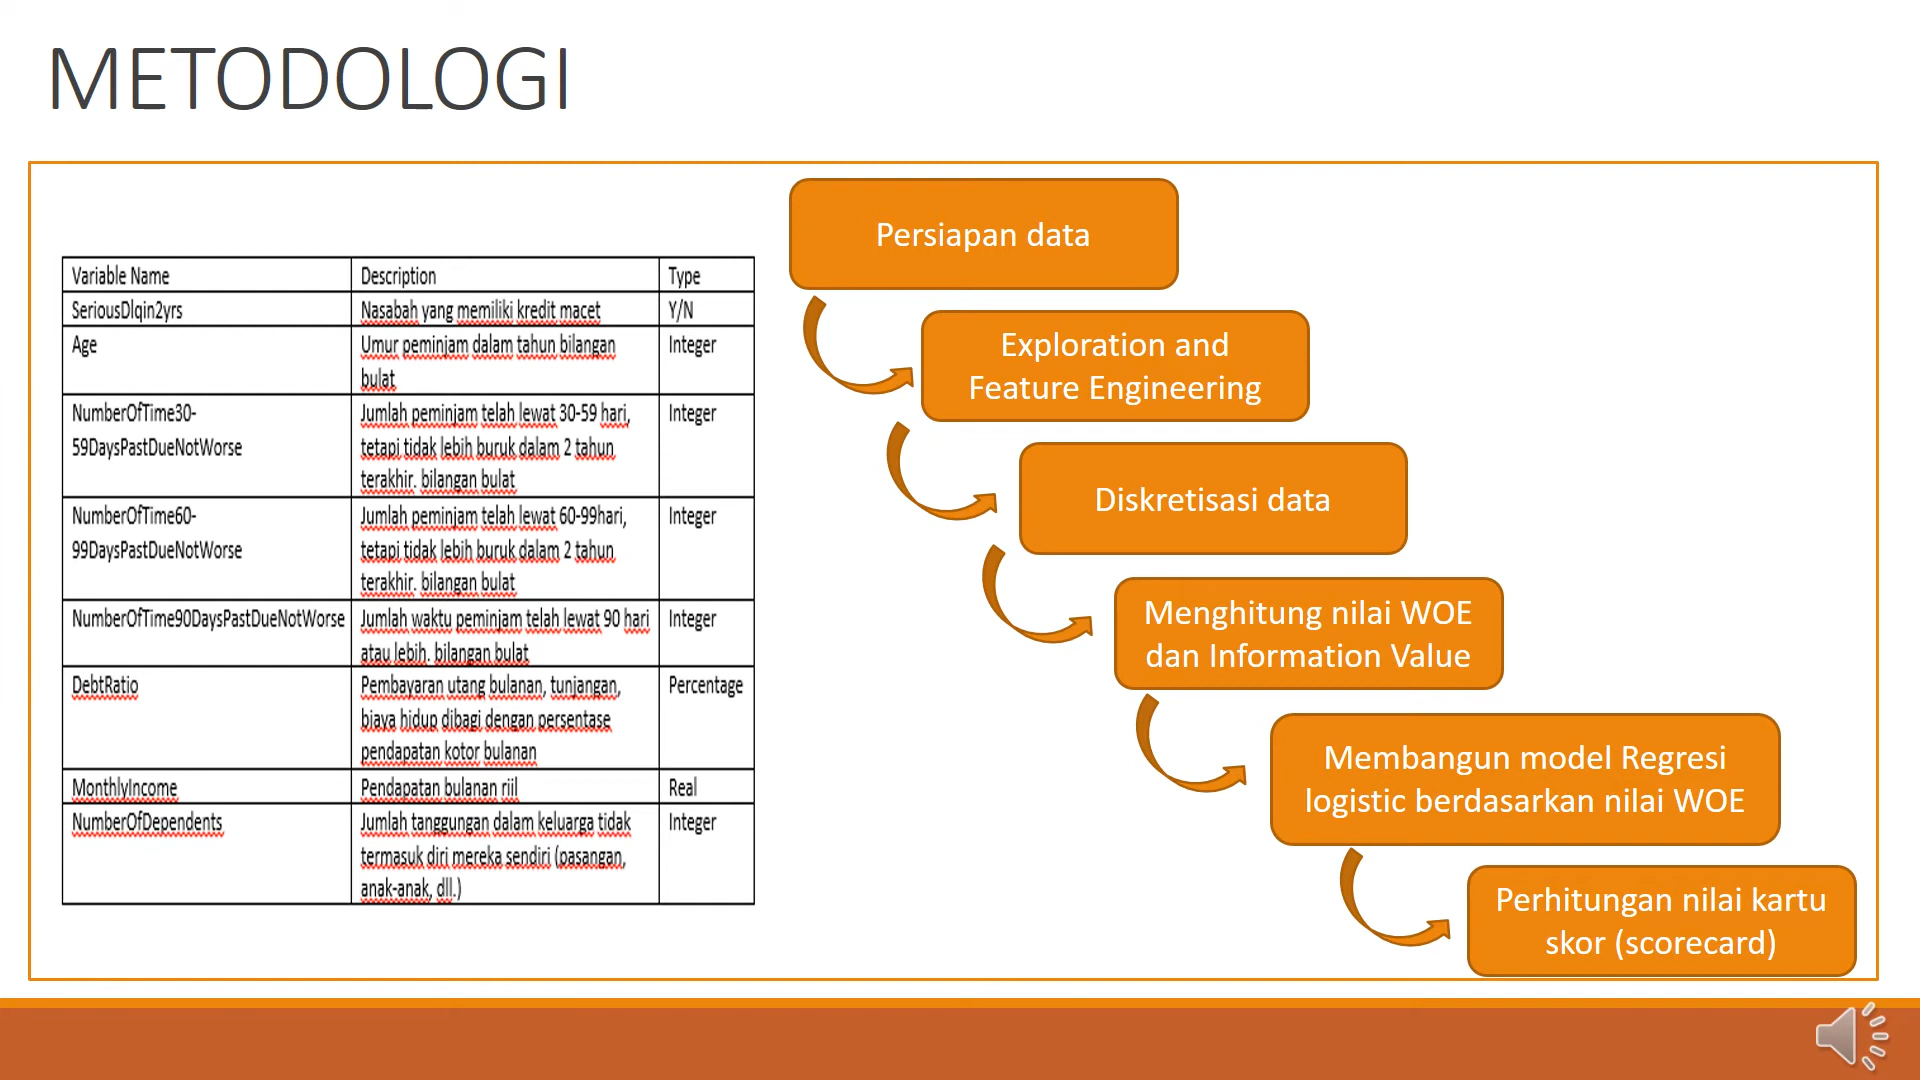 METODOLOGI
Variable Name Description Type
SeriousDlqin2yrs Nasabah yang memiliki kredit macet Y/N
Age Umur peminjam dalam tahun bilangan Integer
bulat
NumberOfTime30- Jumlah peminjam telah lewat 30-59 hari, Integer
59DaysPastDueNotWorse tetapi tidak lebih buruk dalam 2 tahun
terakhir. bilangan bulat
NumberOfTime60- Jumlah peminjam telah lewat 60-99hari, Integer
99DaysPastDueNotWorse tetapi tidak lebih buruk dalam 2 tahun
terakhir. bilangan bulat
NumberOfTime90DaysPastDueNotWorse Jumlah waktu peminjam telah lewat 90 hari Integer
atau lebih. bilangan bulat
DebtRatio Pembayaran utang bulanan, tunjangan, Percentage
biaya hidup dibagi dengan persentase
pendapatan kotor bulanan
MonthlyIncome Pendapatan bulanan riil Real
NumberOfDependents Jumlah tanggungan dalam keluarga tidak Integer
termasuk diri mereka sendiri (pasangan,
anak-anak, dll.)
Persiapan data
Exploration and
Feature Engineering
Diskretisasi data
Menghitung nilai WOE
dan Information Value
Membangun model Regresi
logistic berdasarkan nilai WOE
Perhitungan nilai kartu
skor (scorecard)